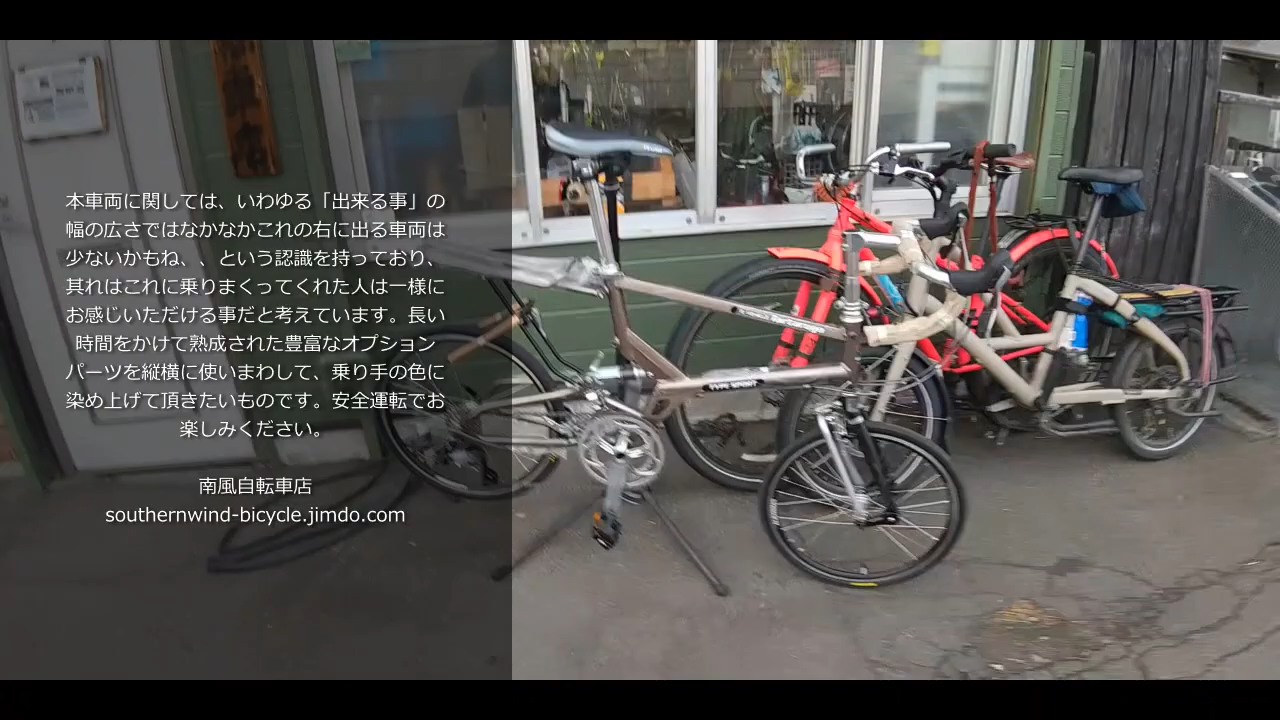 本車両に関しては、いわゆる「出来る事」の
幅の広さではなかなかこれの右に出る車両は
少ないかもね、、という認識を持っており、
其れはこれに乗りまくってくれた人は一様に
お感じいただける事だと考えています。長い
時間をかけて熟成された豊富なオプション
パーツを縦横に使いまわして、乗り手の色に
染め上げて頂きたいものです。安全運転でお
楽しみください。
南風自転車店
southernwind-bicycle.jimdo.com
TYPE SPORT